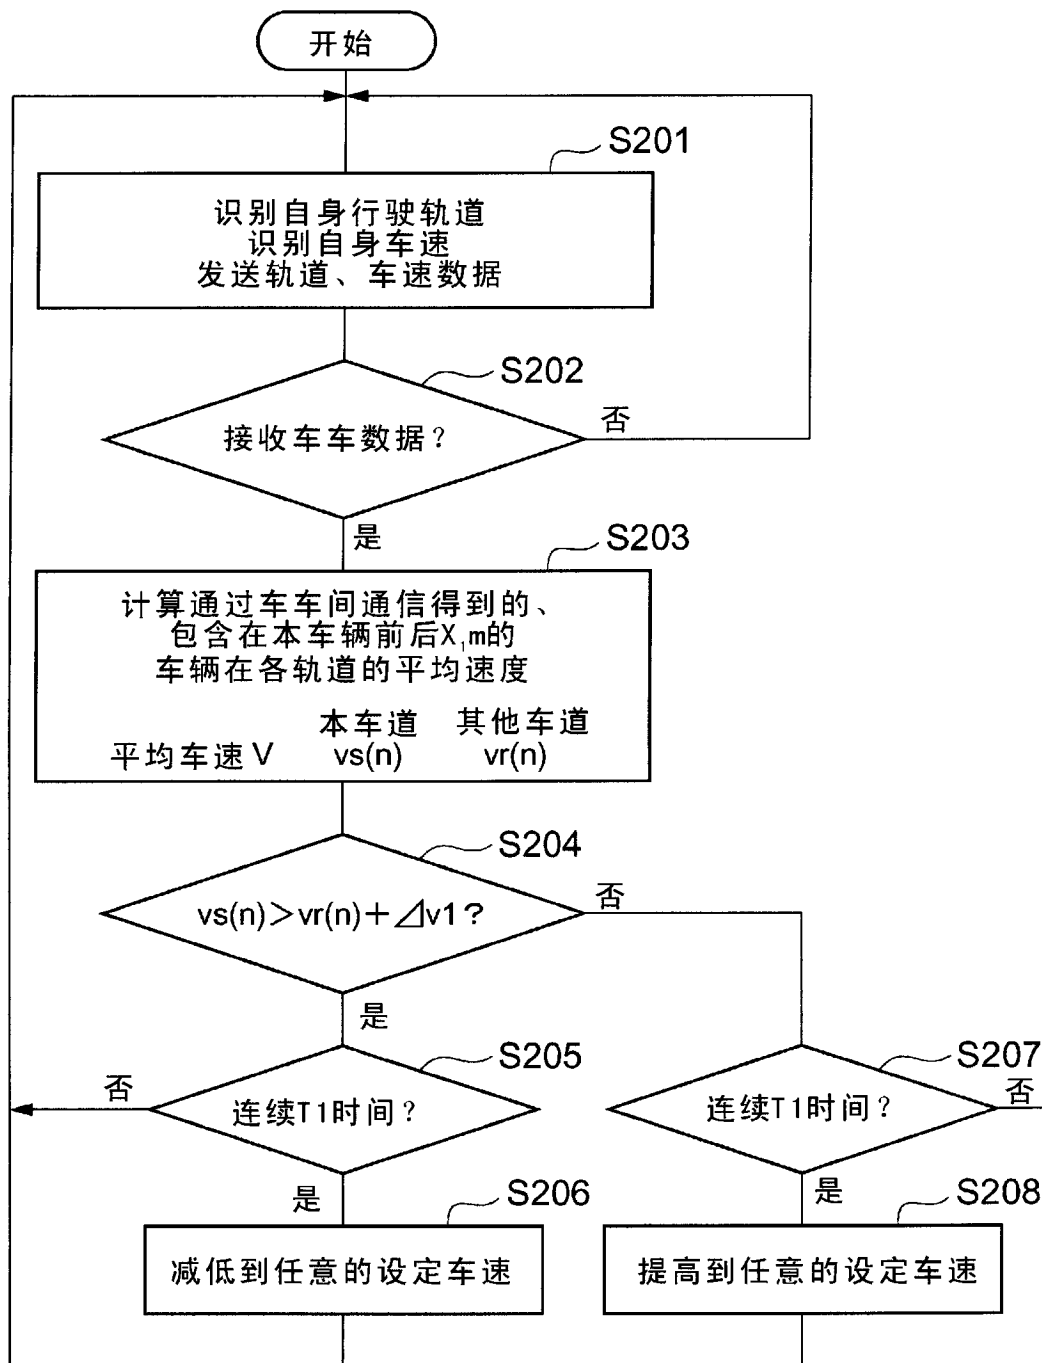 开始
S201
识别自身行驶轨道
识别自身车速
发送轨道、车速数据
S202
接收车车数据？
否
是
S203
计算通过车车间通信得到的、
包含在本车辆前后X₁m的
车辆在各轨道的平均速度
本车道 其他车道
平均车速V vs(n) vr(n)
S204
vs(n)＞vr(n)＋⊿v1？
否
是
S205
连续T1时间？
否
是
S207
连续T1时间？
否
是
S206
减低到任意的设定车速
S208
提高到任意的设定车速